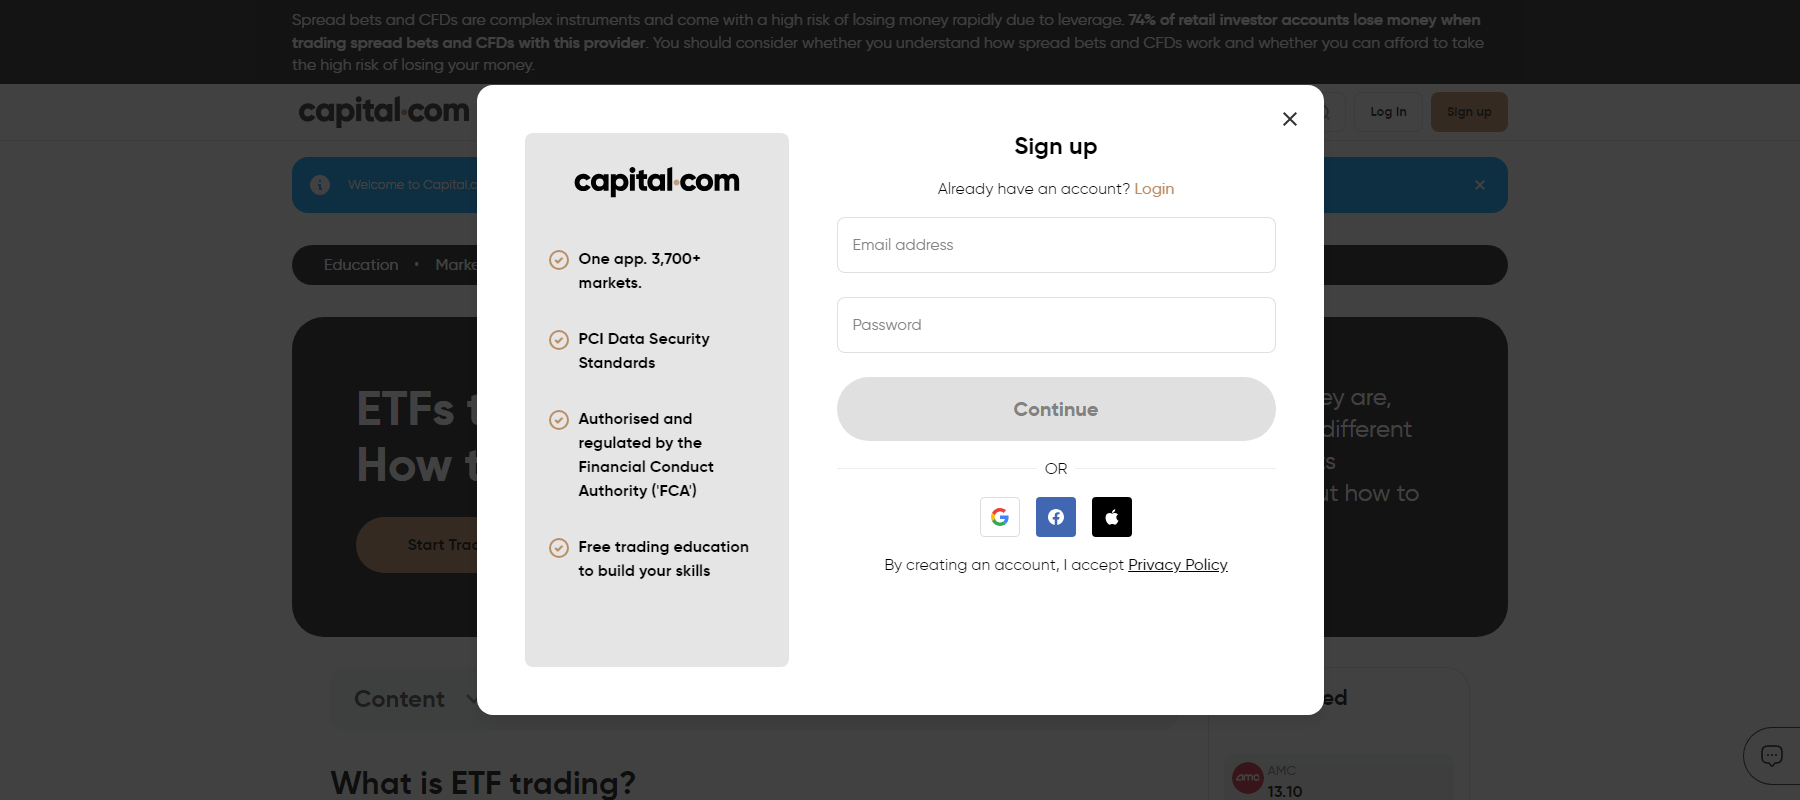 Spread bets and CFDs are complex instruments and come with a high risk of losing money rapidly due to leverage. 74% of retail investor accounts lose money when
trading spread bets and CFDs with this provider. You should consider whether you understand how spread bets and CFDs work and whether you can afford to take
the high risk of losing your money.
capital.com
Log In
Sign up
Welcome to Capital.c
Education • Marke
ETFs t
How t
Start Trad
ey are,
different
ts
ut how to
capital.com
One app. 3,700+
markets.
PCI Data Security
Standards
Authorised and
regulated by the
Financial Conduct
Authority ('FCA')
Free trading education
to build your skills
Sign up
Already have an account? Login
Email address
Password
Continue
OR
By creating an account, I accept Privacy Policy
Content
ed
What is ETF trading?
amc
AMC
13.10